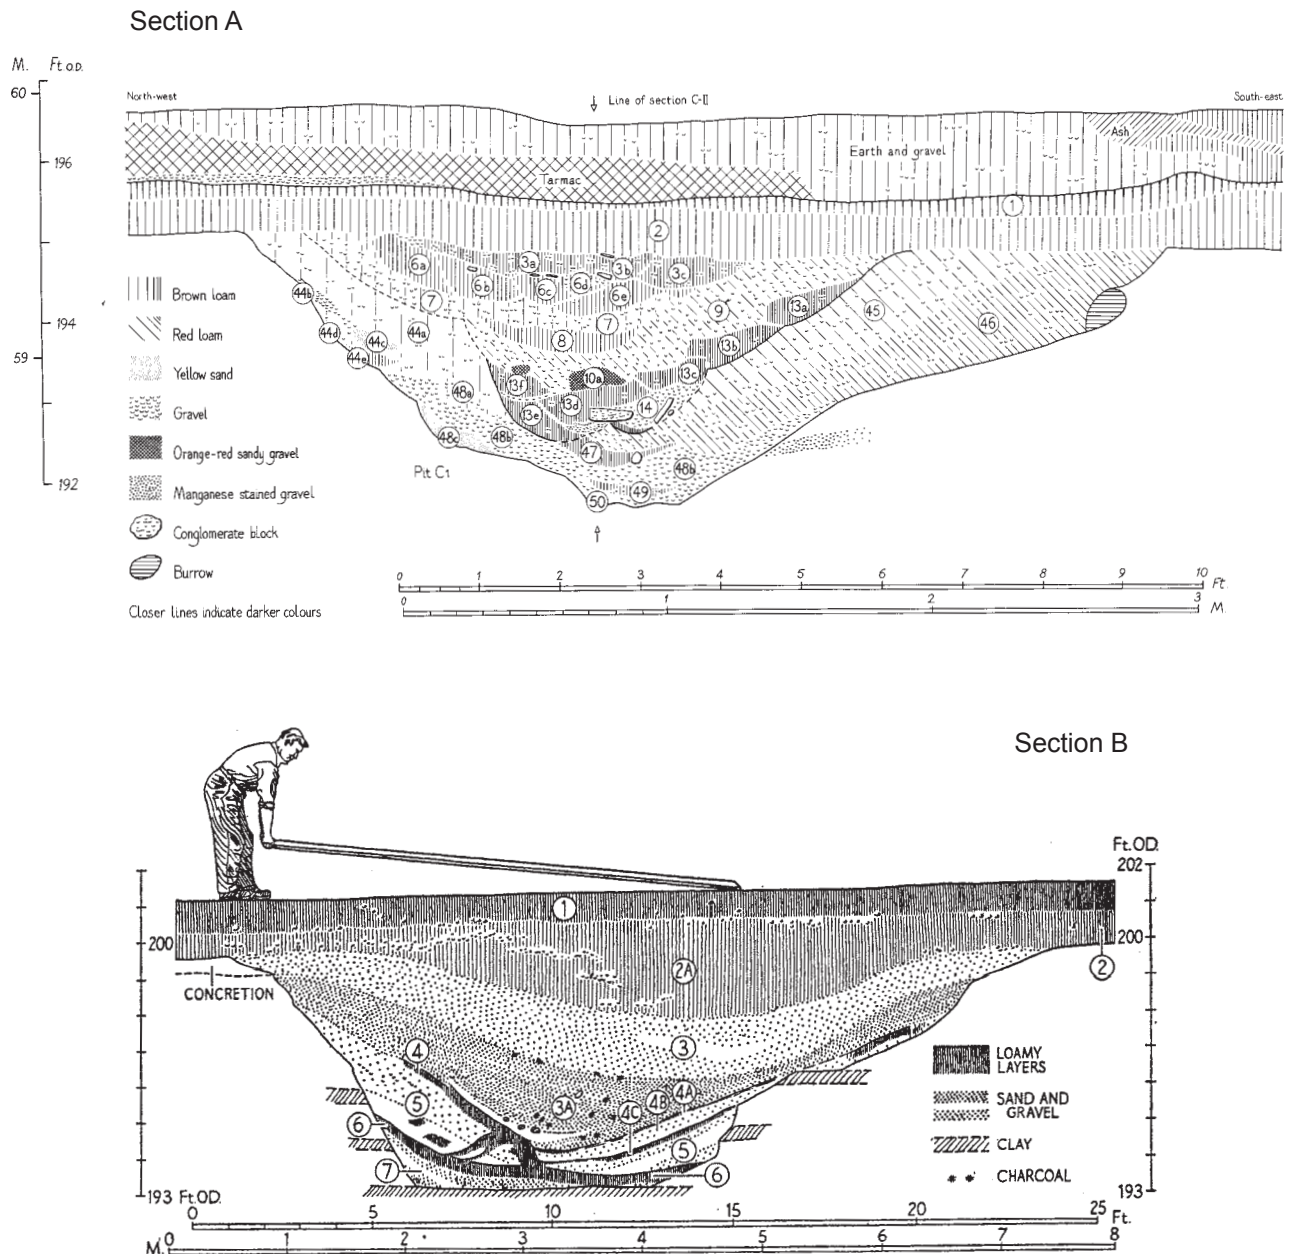 Section A
M. Ft.O.D.
60
196
194
59
192
North-west
Line of section C-II
South-east
Ash
Earth and gravel
Tarmac
1
2
3a
3b
3c
6a
6b
6c
6d
6e
7
7
8
9
13a
13b
13c
13d
13e
13f
10a
14
45
46
44b
44d
44c
44a
44e
48a
48c
48b
47
48b
49
50
Pit C1
Brown loam
Red loam
Yellow sand
Gravel
Orange-red sandy gravel
Manganese stained gravel
Conglomerate block
Burrow
Closer lines indicate darker colours
0 1 2 3 4 5 6 7 8 9 10 Ft.
0 1 2 3 M.
Section B
Ft.OD.
202
200
200
193
193 Ft.OD.
CONCRETION
1
2A
2
3
3A
4
4A
4B
4C
5
5
6
6
7
LOAMY
LAYERS
SAND AND
GRAVEL
CLAY
CHARCOAL
0 5 10 15 20 25 Ft.
M. 0 1 2 3 4 5 6 7 8